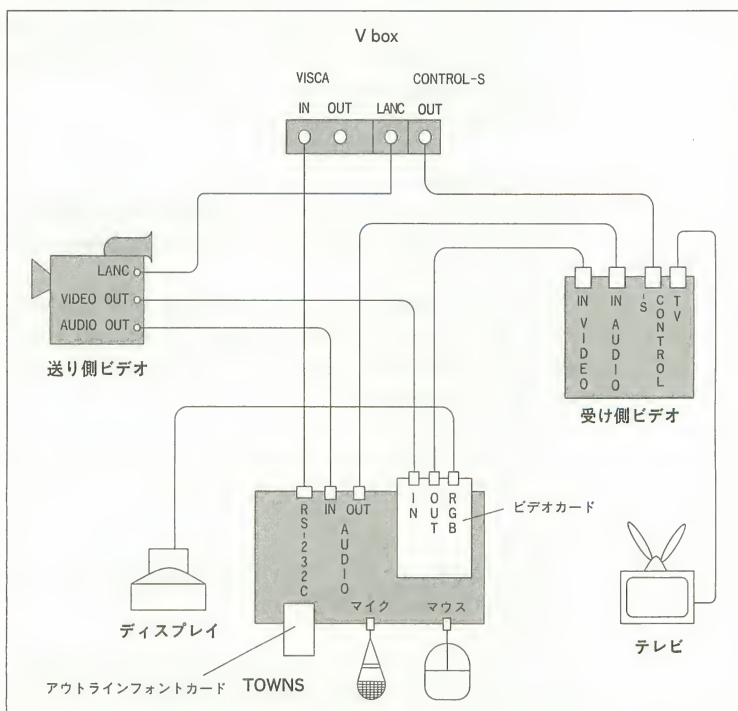 V box
VISCA
CONTROL-S
IN
OUT
LANC
OUT
LANC
VIDEO OUT
AUDIO OUT
送り側ビデオ
IN VIDEO
IN AUDIO
CONTROL-S
TV
受け側ビデオ
RS-232C
IN
OUT
AUDIO
IN
OUT
RGB
ビデオカード
ディスプレイ
マイク
マウス
テレビ
アウトラインフォントカード
TOWNS